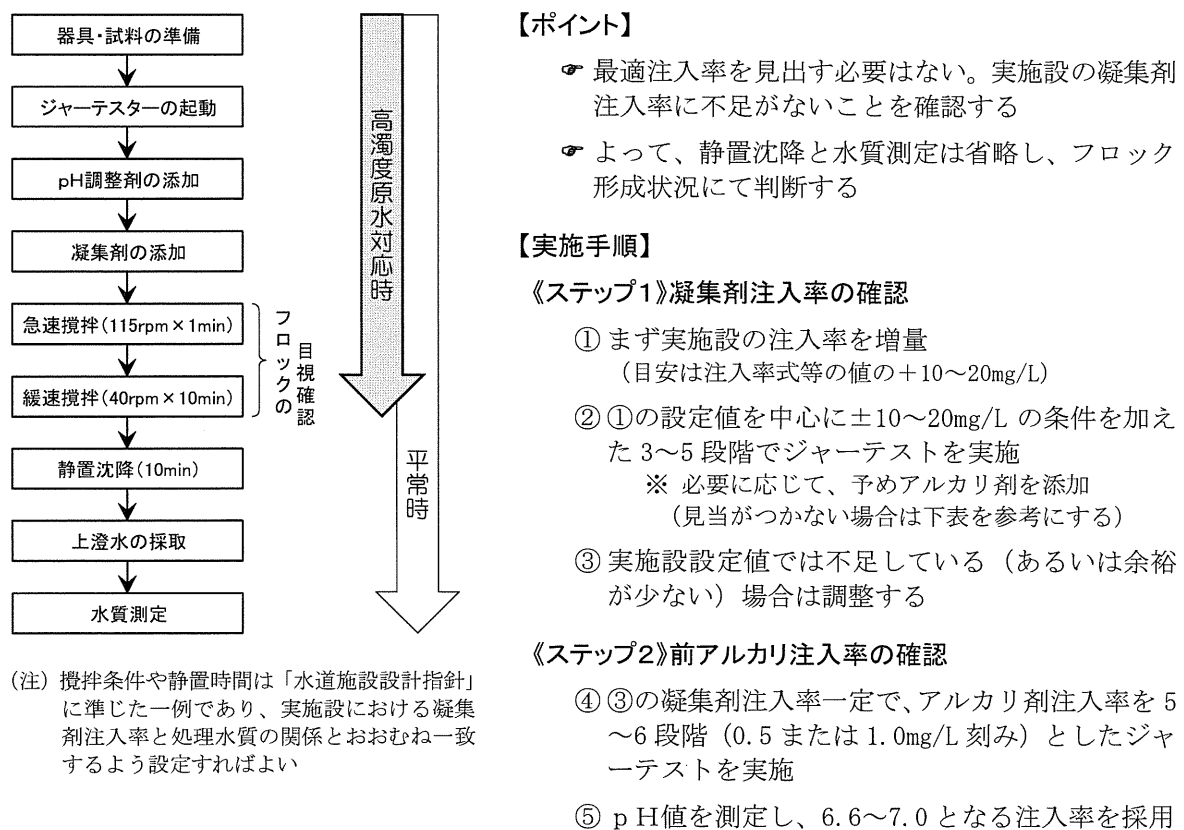 器具・試料の準備
ジャーテスターの起動
pH調整剤の添加
凝集剤の添加
急速撹拌(115rpm×1min)
緩速撹拌(40rpm×10min)
静置沈降(10min)
上澄水の採取
水質測定
フロックの
目視確認
高濁度原水対応時
平常時
(注) 攪拌条件や静置時間は「水道施設設計指針」
に準じた一例であり、実施設における凝集
剤注入率と処理水質の関係とおおむね一致
するよう設定すればよい
【ポイント】
☞ 最適注入率を見出す必要はない。実施設の凝集剤
注入率に不足がないことを確認する
☞ よって、静置沈降と水質測定は省略し、フロック
形成状況にて判断する
【実施手順】
《ステップ1》凝集剤注入率の確認
① まず実施設の注入率を増量
(目安は注入率式等の値の+10～20mg/L)
② ①の設定値を中心に±10～20mg/L の条件を加え
た 3～5 段階でジャーテストを実施
※ 必要に応じて、予めアルカリ剤を添加
(見当がつかない場合は下表を参考にする)
③ 実施設設定値では不足している（あるいは余裕
が少ない）場合は調整する
《ステップ2》前アルカリ注入率の確認
④ ③の凝集剤注入率一定で、アルカリ剤注入率を 5
～6 段階（0.5 または 1.0mg/L 刻み）としたジャ
ーテストを実施
⑤ pH値を測定し、6.6～7.0 となる注入率を採用